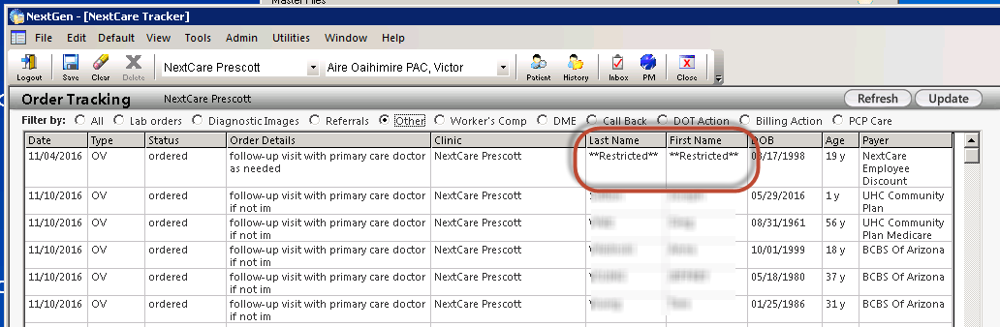 Master Files
NextGen - [NextCare Tracker]
File Edit Default View Tools Admin Utilities Window Help
Logout Save Clear Delete NextCare Prescott Aire Oaihimire PAC, Victor Patient History Inbox PM Close
Order Tracking NextCare Prescott Refresh Update
Filter by: All Lab orders Diagnostic Images Referrals Other Worker's Comp DME Call Back DOT Action Billing Action PCP Care
Date Type Status Order Details Clinic Last Name First Name DOB Age Payer
11/04/2016 OV ordered follow-up visit with primary care doctor NextCare Prescott **Restricted** **Restricted** 08/17/1998 19 y NextCare
as needed Employee
Discount
11/10/2016 OV ordered follow-up visit with primary care doctor NextCare Prescott 05/29/2016 1 y UHC Community
if not im Plan
11/10/2016 OV ordered follow-up visit with primary care doctor NextCare Prescott 08/31/1961 56 y UHC Community
if not im Plan Medicare
11/10/2016 OV ordered follow-up visit with primary care doctor NextCare Prescott 10/01/1999 18 y BCBS Of Arizona
if not im
11/10/2016 OV ordered follow-up visit with primary care doctor NextCare Prescott 05/18/1980 37 y BCBS Of Arizona
if not im
11/10/2016 OV ordered follow-up visit with primary care doctor NextCare Prescott 01/25/1986 31 y BCBS Of Arizona
if not im